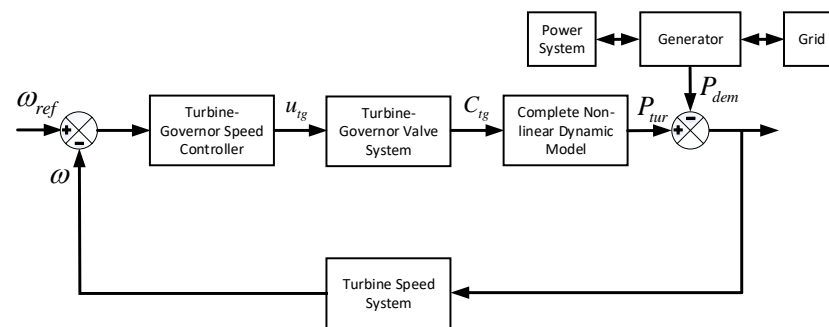 Power
System
Generator
Grid
P_dem
ω_ref
+
-
Turbine-
Governor Speed
Controller
u_tg
Turbine-
Governor Valve
System
C_tg
Complete Non-
linear Dynamic
Model
P_tur
+
-
ω
Turbine Speed
System